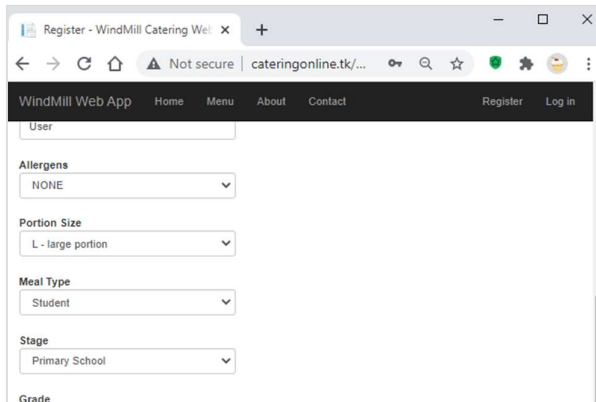 Register - WindMill Catering Web
Not secure | cateringonline.tk/...
WindMill Web App Home Menu About Contact Register Log in
User
Allergens
NONE
Portion Size
L - large portion
Meal Type
Student
Stage
Primary School
Grade